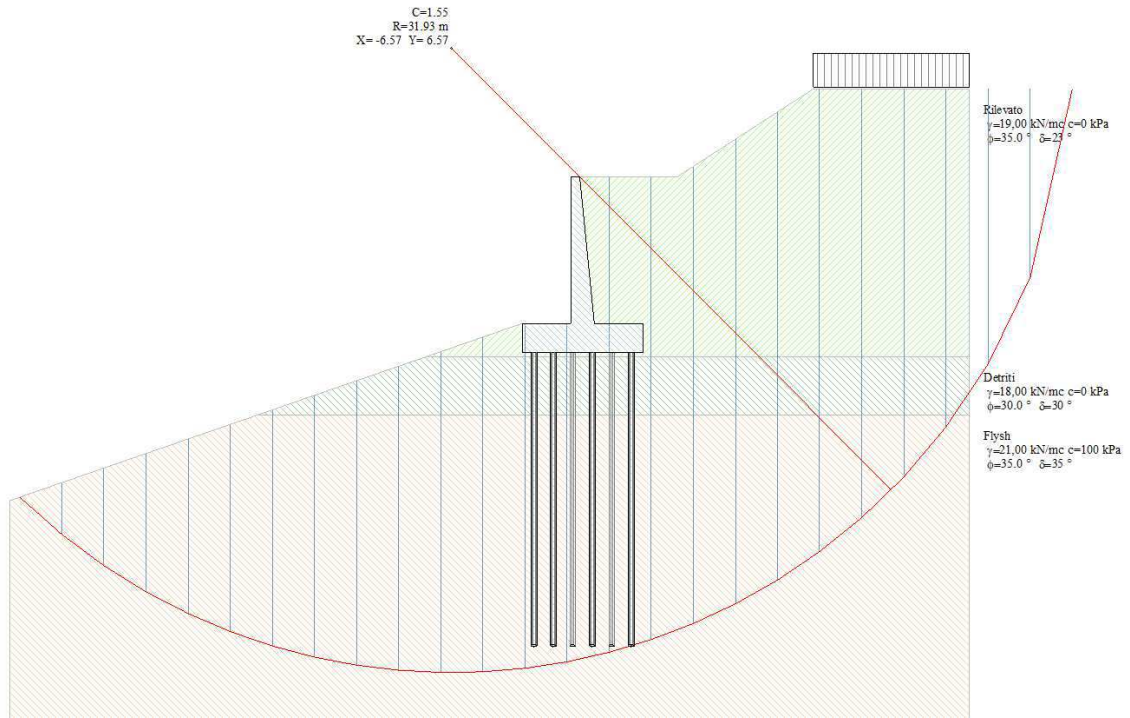 C=1.55
R=31.93 m
X= -6.57 Y= 6.57
Rilevato
γ=19,00 kN/mc c=0 kPa
ϕ=35.0 ° δ=23 °
Detriti
γ=18,00 kN/mc c=0 kPa
ϕ=30.0 ° δ=30 °
Flysh
γ=21,00 kN/mc c=100 kPa
ϕ=35.0 ° δ=35 °